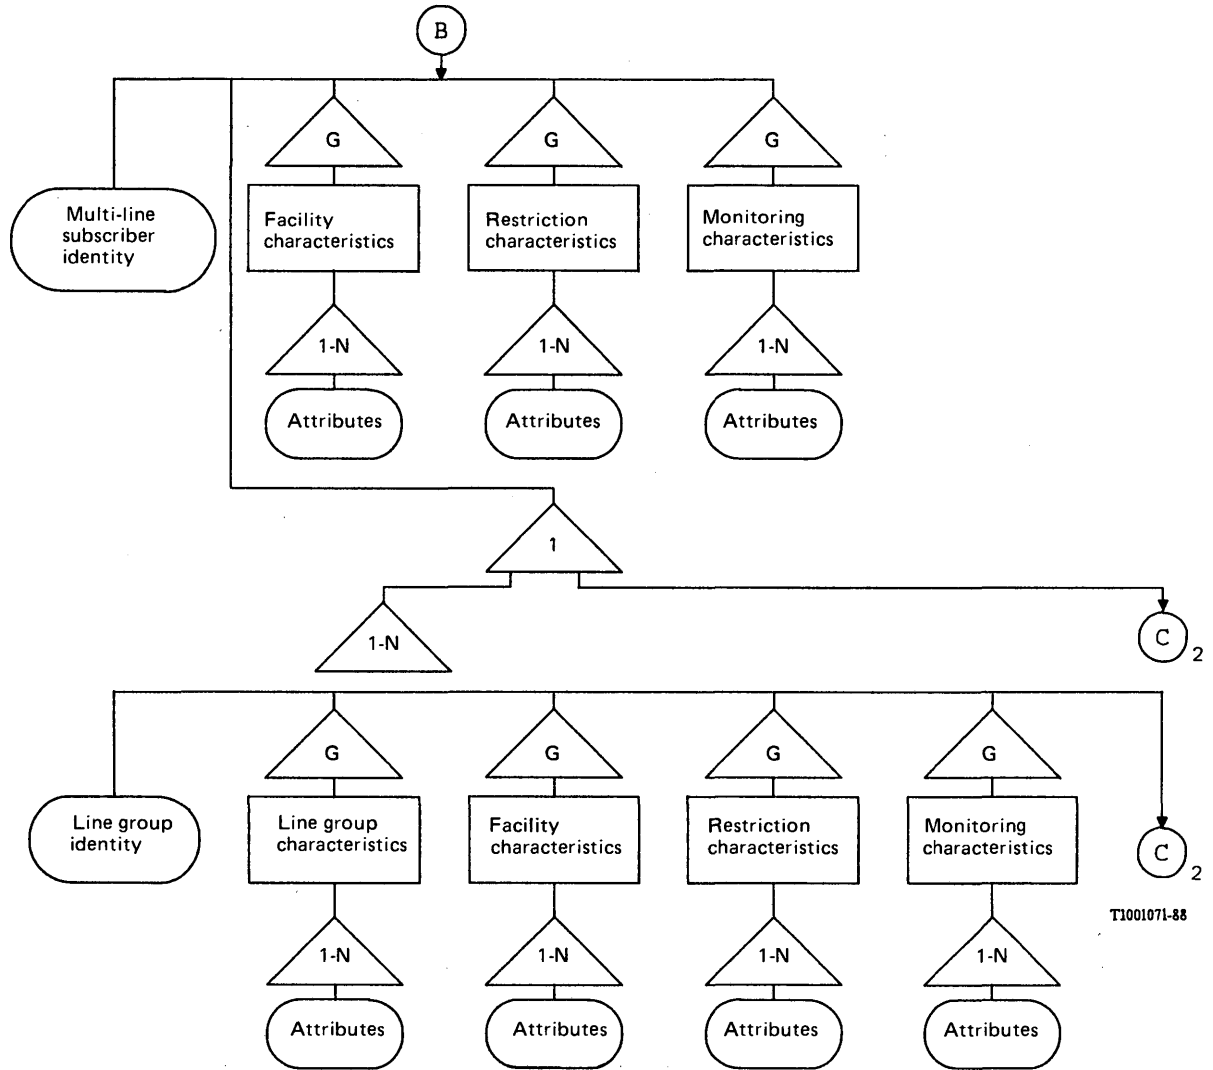 B
G
G
G
Multi-line
subscriber
identity
Facility
characteristics
Restriction
characteristics
Monitoring
characteristics
1-N
1-N
1-N
Attributes
Attributes
Attributes
1
1-N
C
2
G
G
G
G
Line group
identity
Line group
characteristics
Facility
characteristics
Restriction
characteristics
Monitoring
characteristics
C
2
T1001071-88
1-N
1-N
1-N
1-N
Attributes
Attributes
Attributes
Attributes